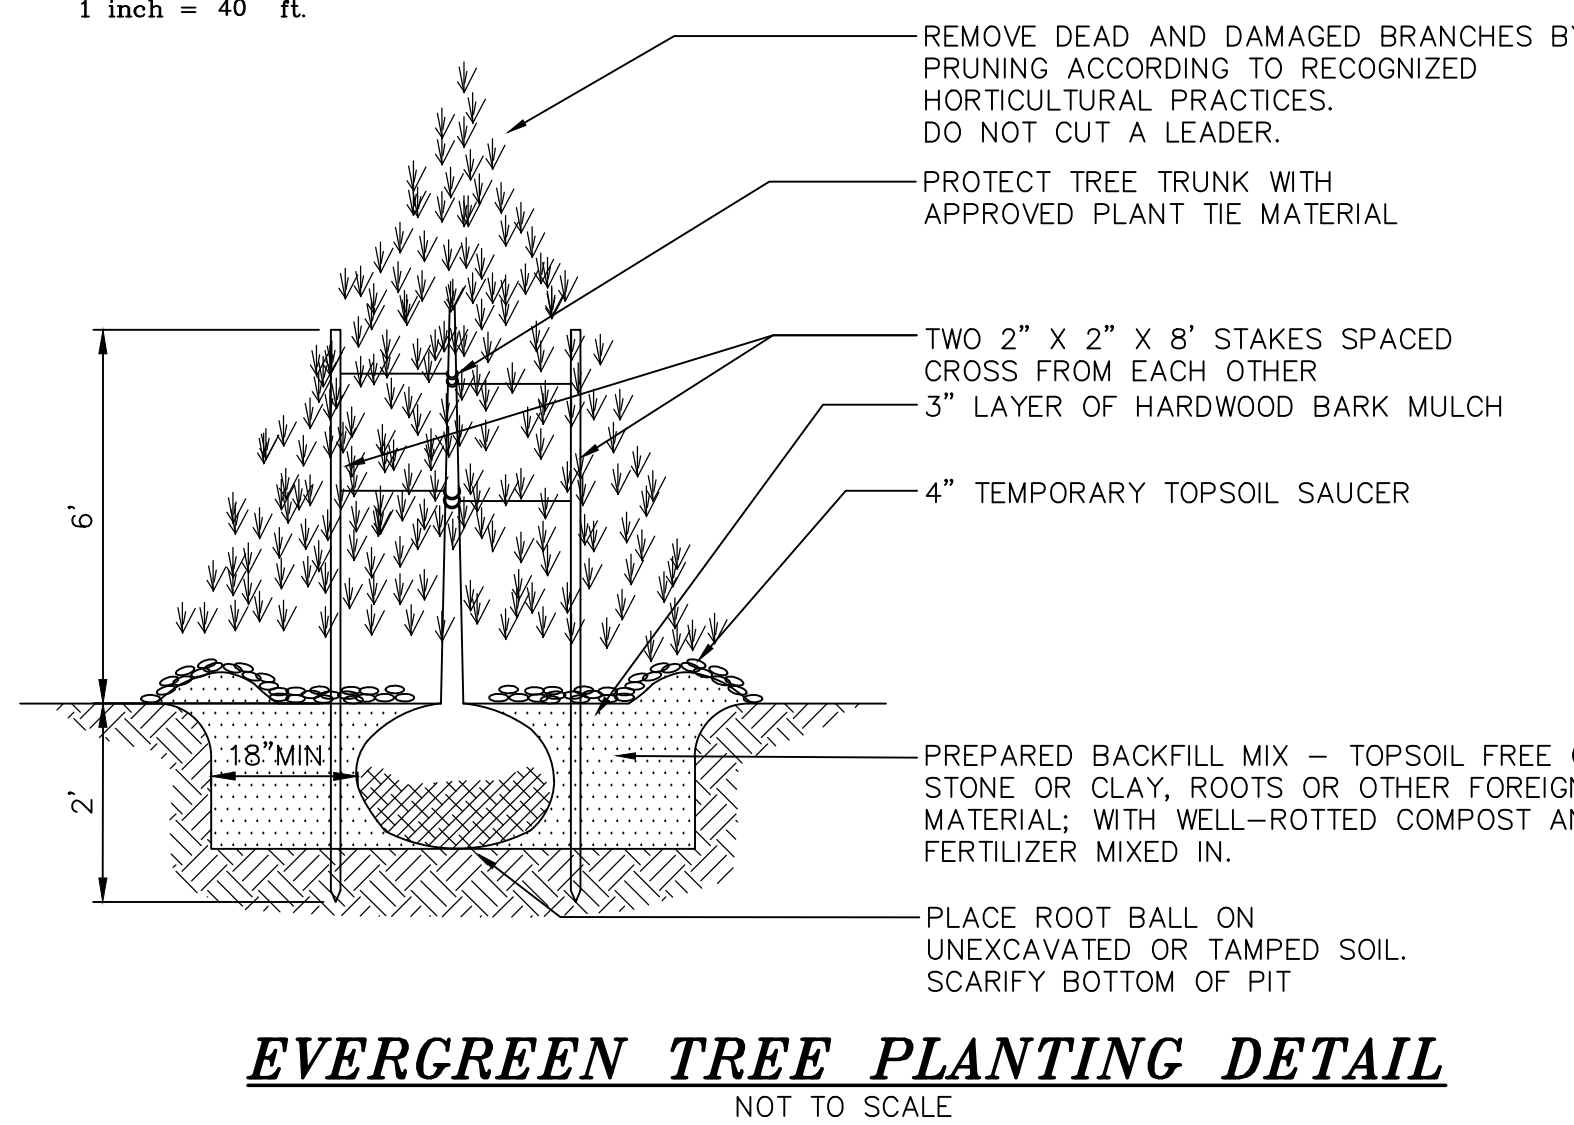 1 inch = 40 ft.
REMOVE DEAD AND DAMAGED BRANCHES BY
PRUNING ACCORDING TO RECOGNIZED
HORTICULTURAL PRACTICES.
DO NOT CUT A LEADER.
PROTECT TREE TRUNK WITH
APPROVED PLANT TIE MATERIAL
TWO 2" X 2" X 8' STAKES SPACED
CROSS FROM EACH OTHER
3" LAYER OF HARDWOOD BARK MULCH
4" TEMPORARY TOPSOIL SAUCER
6'
18"MIN
2'
PREPARED BACKFILL MIX – TOPSOIL FREE
STONE OR CLAY, ROOTS OR OTHER FOREIGN
MATERIAL; WITH WELL–ROTTED COMPOST
FERTILIZER MIXED IN.
PLACE ROOT BALL ON
UNEXCAVATED OR TAMPED SOIL.
SCARIFY BOTTOM OF PIT
EVERGREEN TREE PLANTING DETAIL
NOT TO SCALE